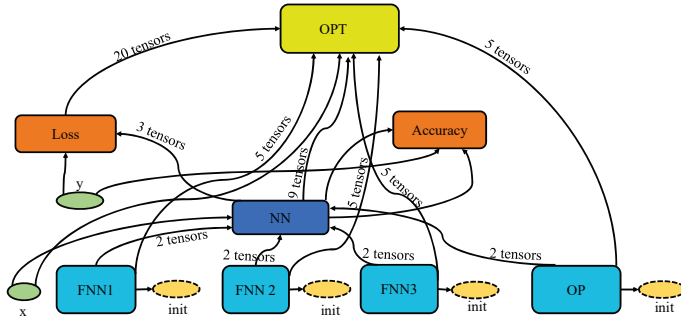 OPT
20 tensors
5 tensors
Loss
3 tensors
5 tensors
Accuracy
y
9 tensors
5 tensors
5 tensors
NN
2 tensors
2 tensors
2 tensors
2 tensors
x
FNN1
init
FNN 2
init
FNN3
init
OP
init